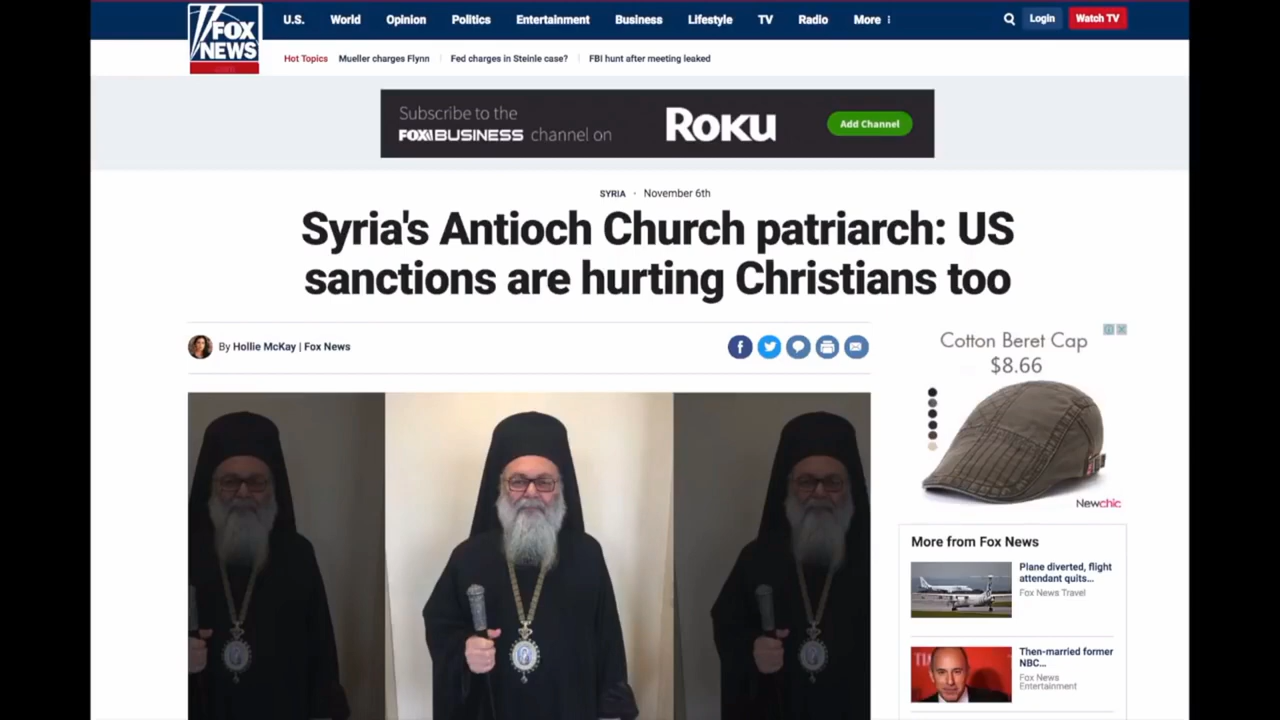 FOX
NEWS
U.S. World Opinion Politics Entertainment Business Lifestyle TV Radio More Login Watch TV
Hot Topics Mueller charges Flynn Fed charges in Steinle case? FBI hunt after meeting leaked
Subscribe to the
FOX BUSINESS channel on
ROKU
Add Channel
SYRIA · November 6th
Syria's Antioch Church patriarch: US
sanctions are hurting Christians too
By Hollie McKay | Fox News
Cotton Beret Cap
$8.66
Newchic
More from Fox News
Plane diverted, flight
attendant quits...
Fox News Travel
Then-married former
NBC...
Fox News
Entertainment